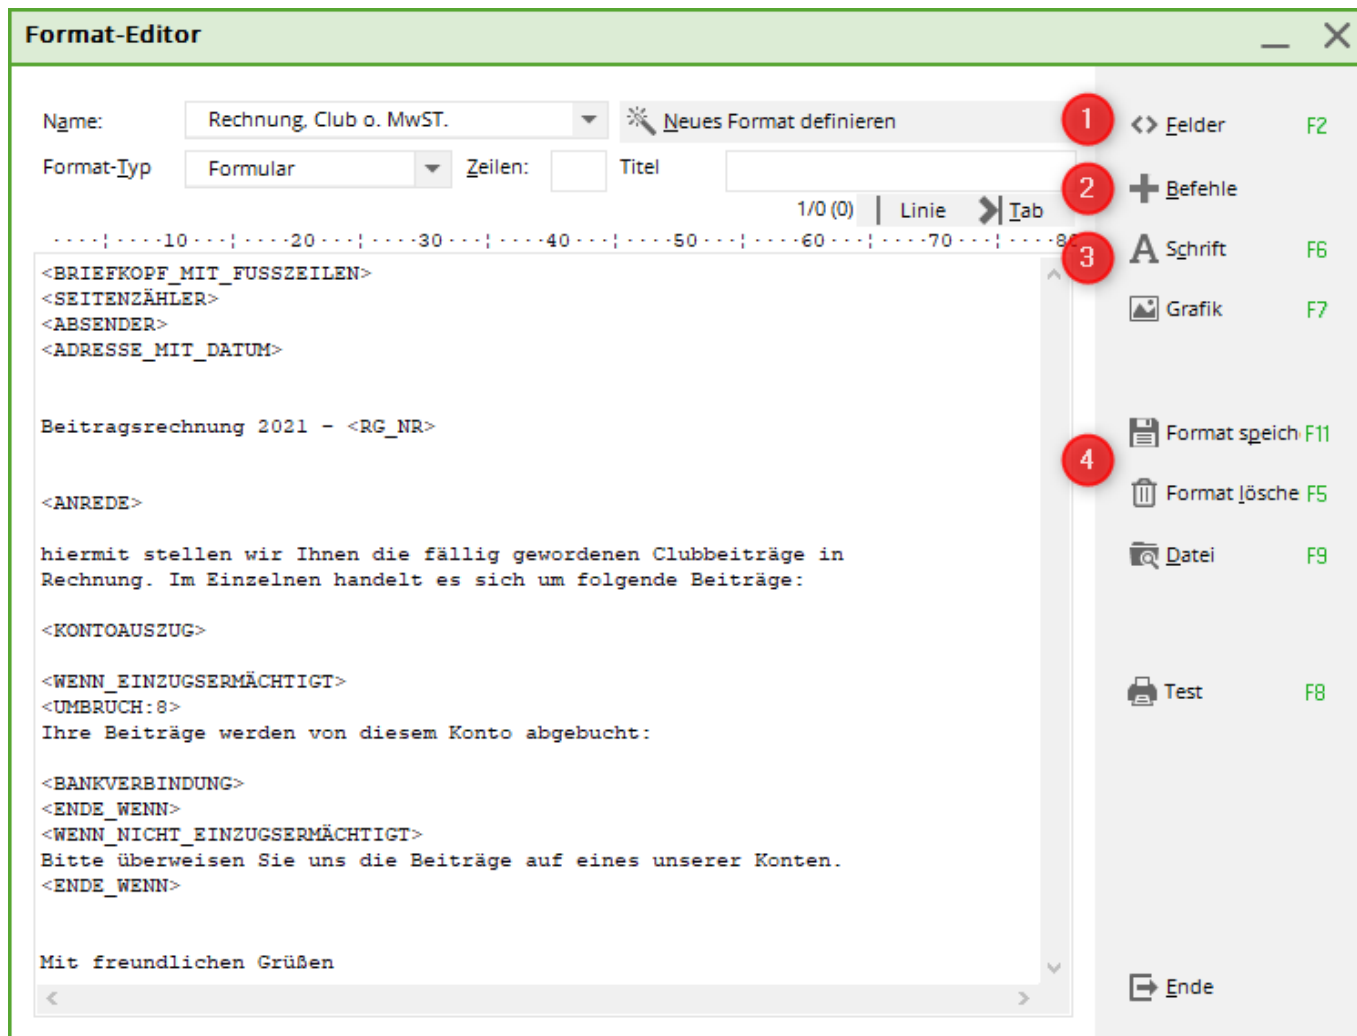 Format-Editor
Name: Rechnung, Club o. MwST. Neues Format definieren
Format-Typ Formular Zeilen: Titel
1/0 (0) Linie Tab
····¦····10···¦····20···¦····30···¦····40···¦····50···¦····60···¦····70···¦····80
<BRIEFKOPF_MIT_FUSSZEILEN>
<SEITENZÄHLER>
<ABSENDER>
<ADRESSE_MIT_DATUM>
Beitragsrechnung 2021 - <RG_NR>
<ANREDE>
hiermit stellen wir Ihnen die fällig gewordenen Clubbeiträge in
Rechnung. Im Einzelnen handelt es sich um folgende Beiträge:
<KONTOAUSZUG>
<WENN_EINZUGSERMÄCHTIGT>
<UMBRUCH:8>
Ihre Beiträge werden von diesem Konto abgebucht:
<BANKVERBINDUNG>
<ENDE_WENN>
<WENN_NICHT_EINZUGSERMÄCHTIGT>
Bitte überweisen Sie uns die Beiträge auf eines unserer Konten.
<ENDE_WENN>
Mit freundlichen Grüßen
1 Felder F2
2 Befehle
3 Schrift F6
Grafik F7
Format speich F11
4
Format lösche F5
Datei F9
Test F8
Ende